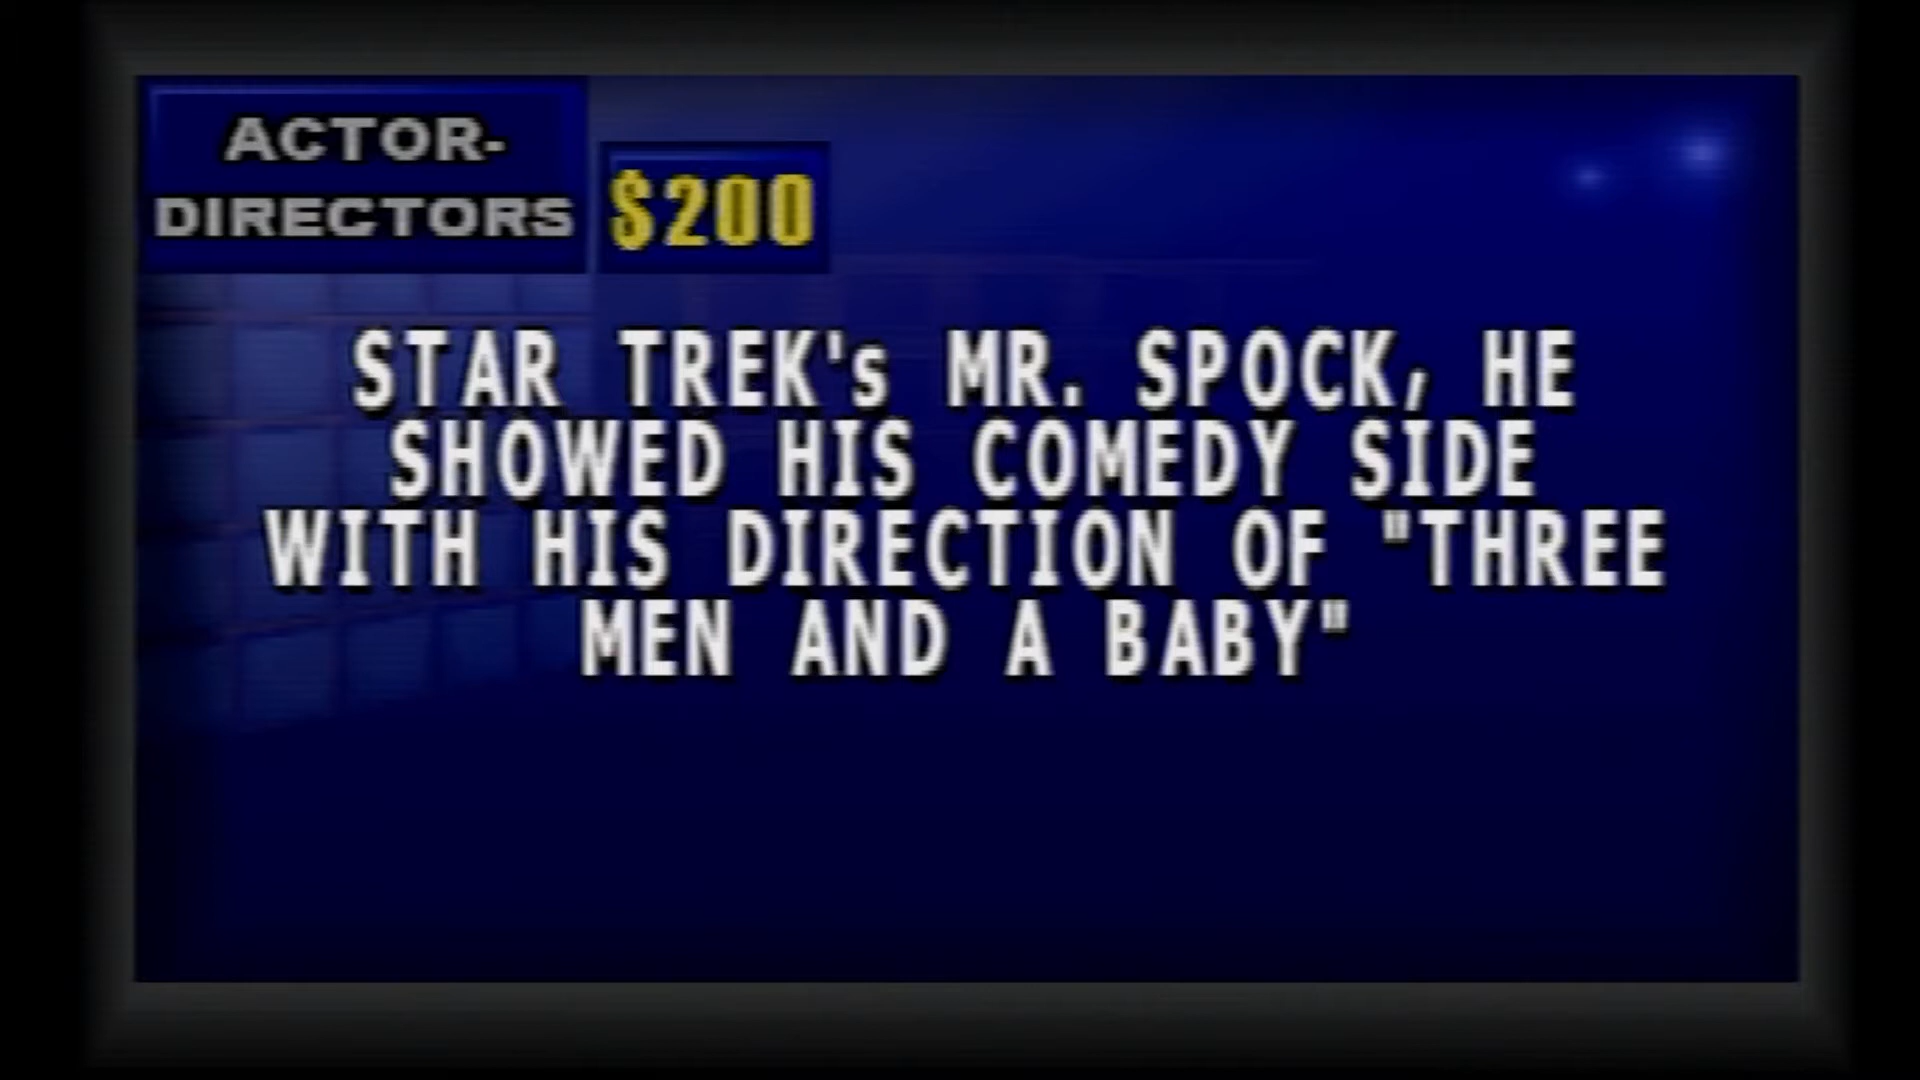 ACTOR-
DIRECTORS
$200
STAR TREK's MR. SPOCK, HE
SHOWED HIS COMEDY SIDE
WITH HIS DIRECTION OF "THREE
MEN AND A BABY"